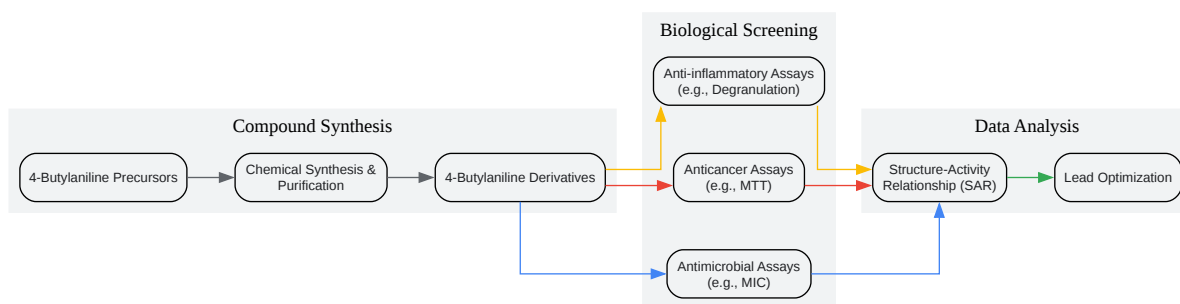 Biological Screening
Anti-inflammatory Assays
(e.g., Degranulation)
Compound Synthesis
Data Analysis
4-Butylaniline Precursors
Chemical Synthesis &
Purification
4-Butylaniline Derivatives
Anticancer Assays
(e.g., MTT)
Structure-Activity
Relationship (SAR)
Lead Optimization
Antimicrobial Assays
(e.g., MIC)